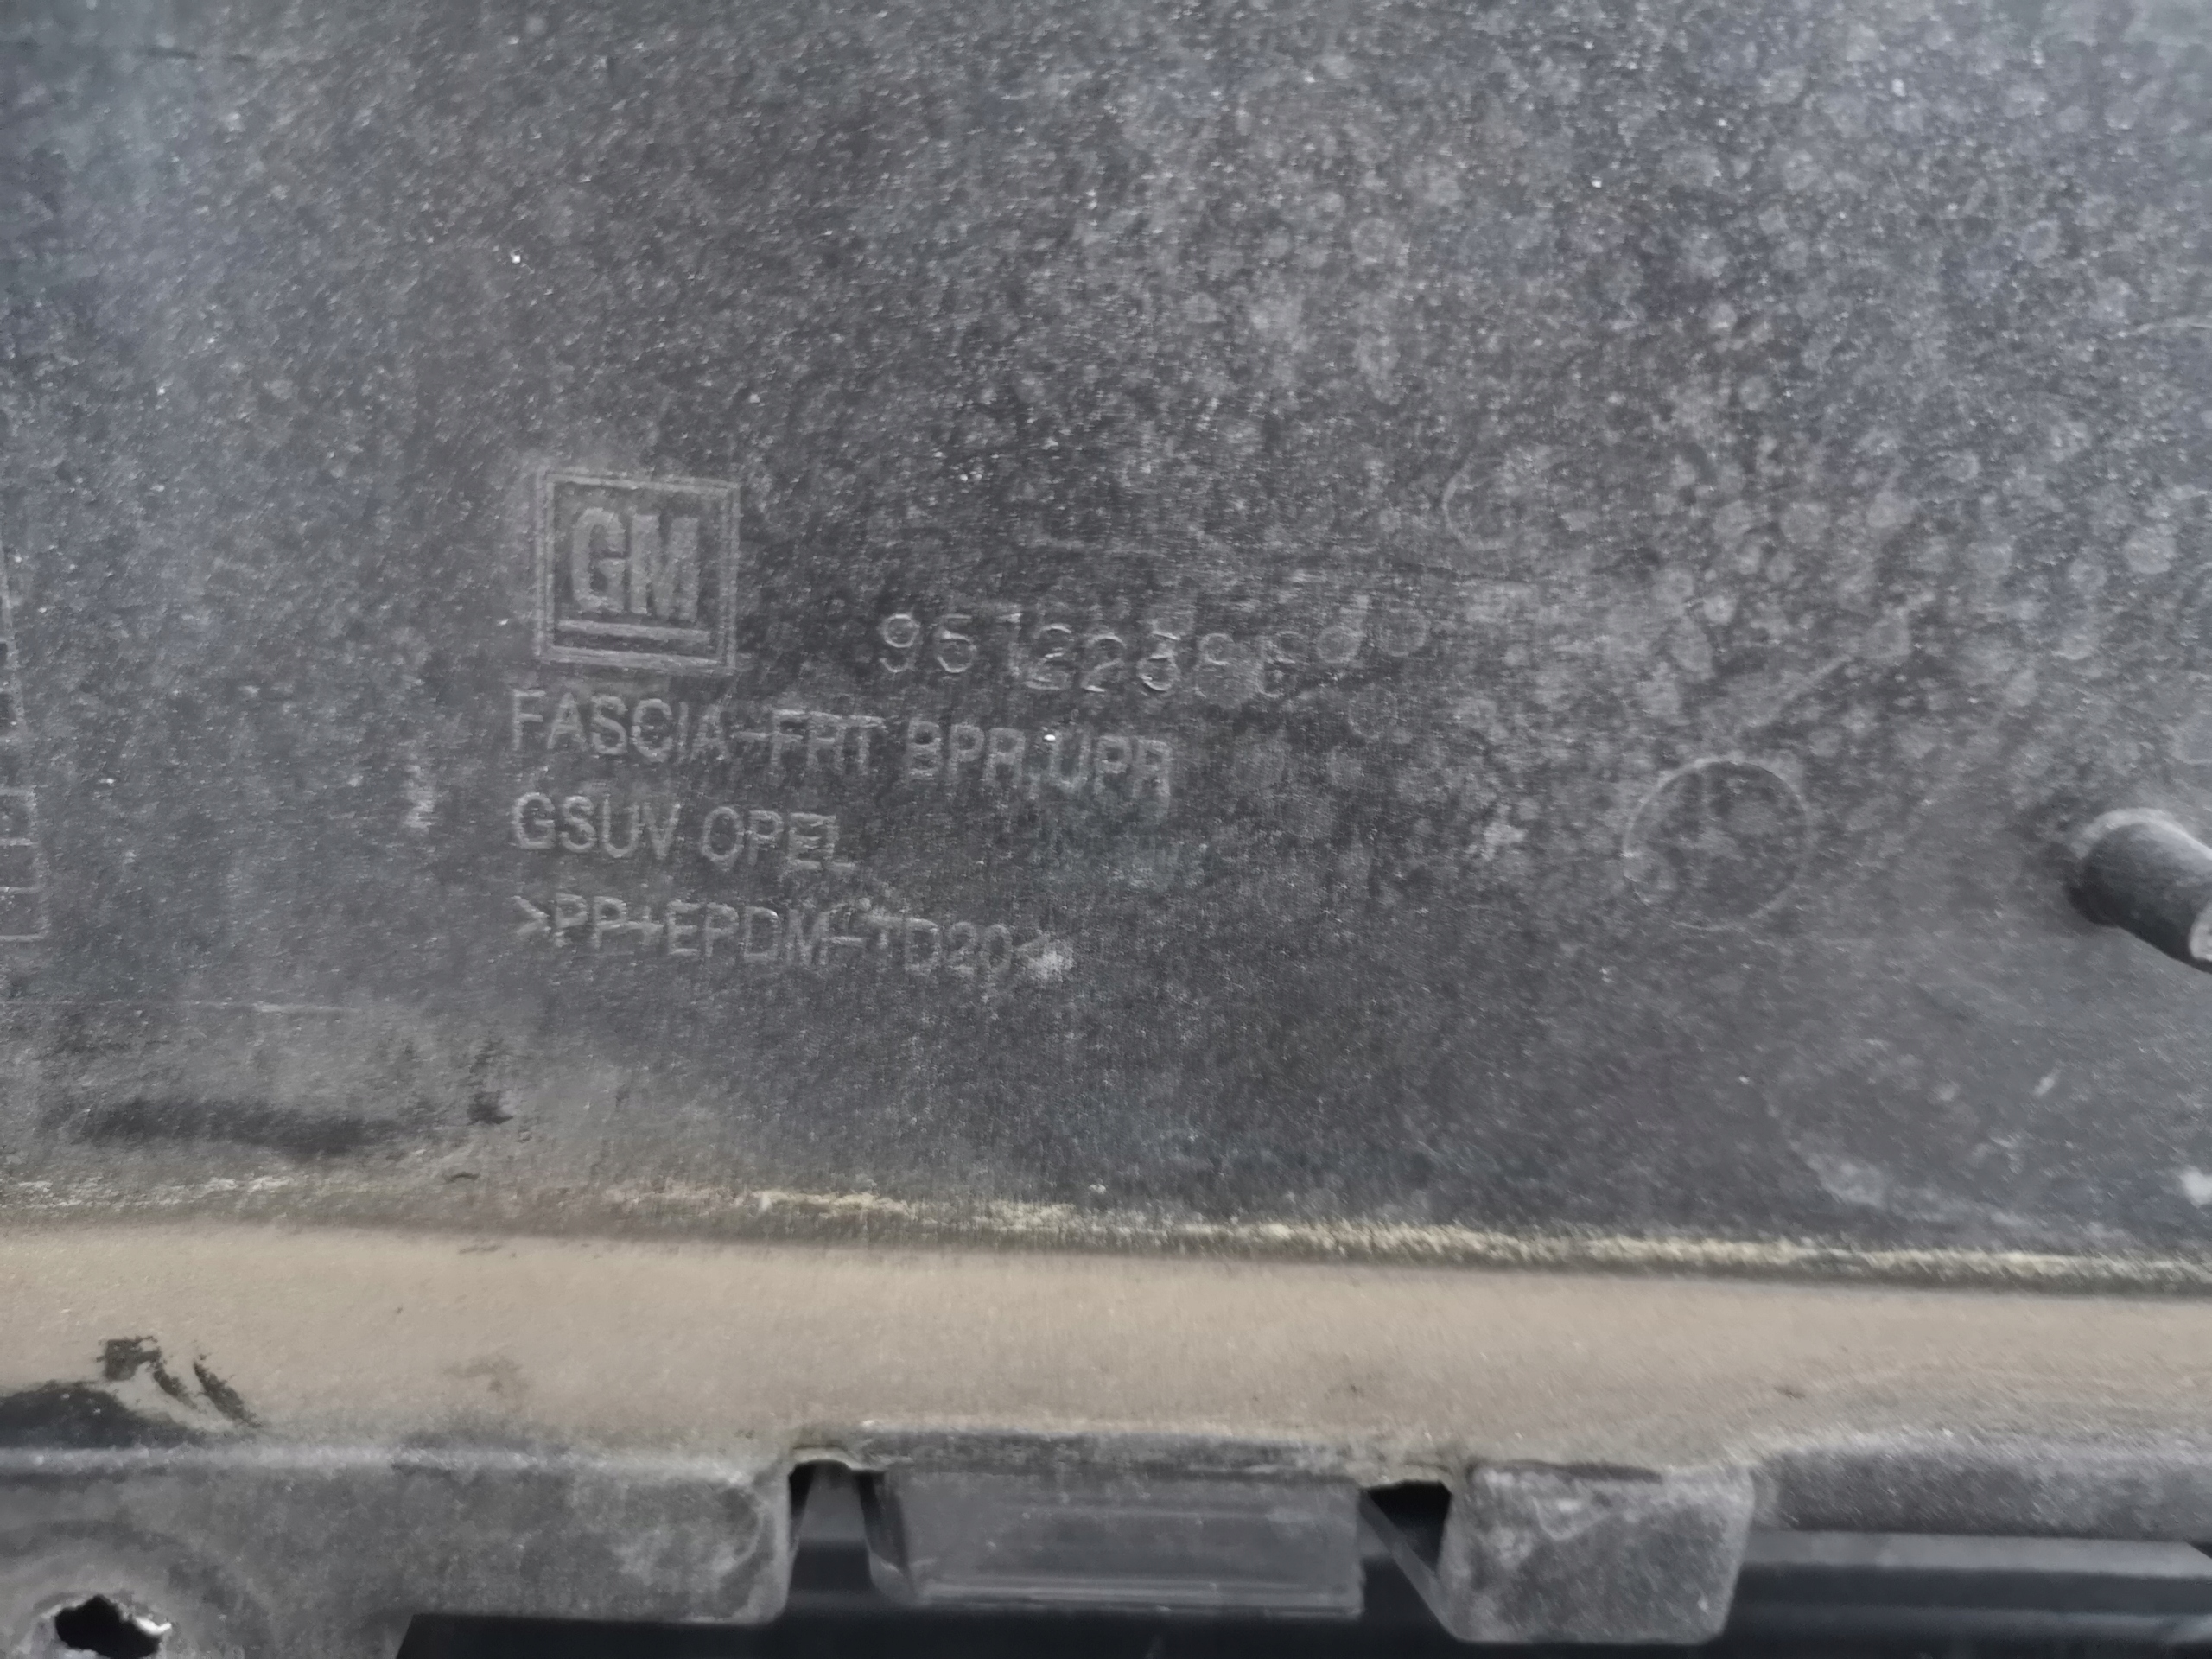 GM
FASCIA-FRT BPR,UPR
GSUV OPEL
>PP+EPDM-TD20<